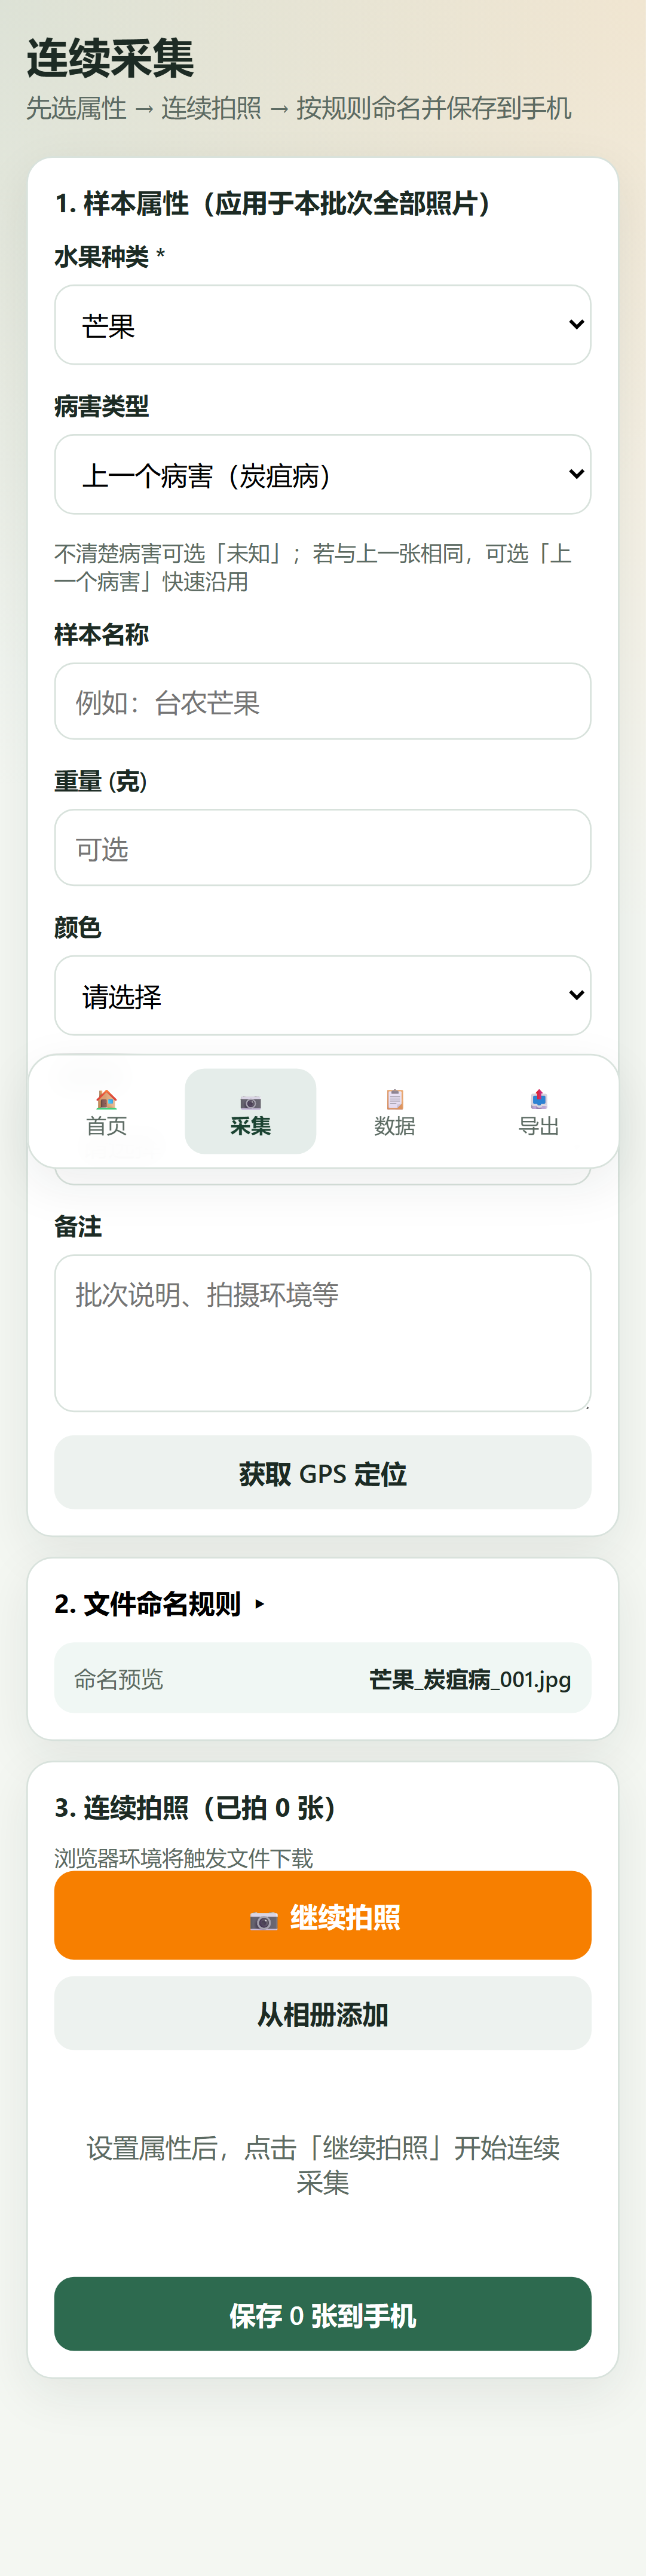 连续采集
先选属性 → 连续拍照 → 按规则命名并保存到手机
1. 样本属性（应用于本批次全部照片）
水果种类 *
芒果
病害类型
上一个病害（炭疽病）
不清楚病害可选「未知」；若与上一张相同，可选「上
一个病害」快速沿用
样本名称
例如：台农芒果
重量 (克)
可选
颜色
请选择
首页
采集
数据
导出
备注
批次说明、拍摄环境等
获取 GPS 定位
2. 文件命名规则
命名预览 芒果_炭疽病_001.jpg
3. 连续拍照（已拍 0 张）
浏览器环境将触发文件下载
继续拍照
从相册添加
设置属性后，点击「继续拍照」开始连续
采集
保存 0 张到手机